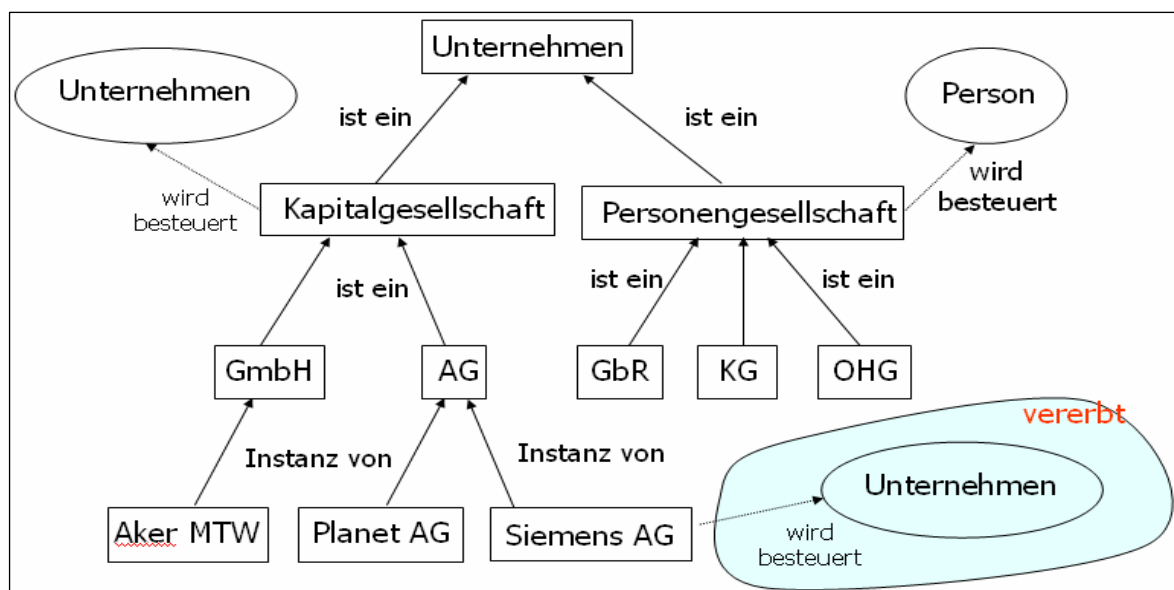 Unternehmen
Unternehmen
Person
ist ein
ist ein
wird
besteuert
wird
besteuert
Kapitalgesellschaft
Personengesellschaft
ist ein
ist ein
ist ein
GmbH
AG
GbR
KG
OHG
vererbt
Instanz von
Instanz von
Unternehmen
Aker MTW
Planet AG
Siemens AG
wird
besteuert